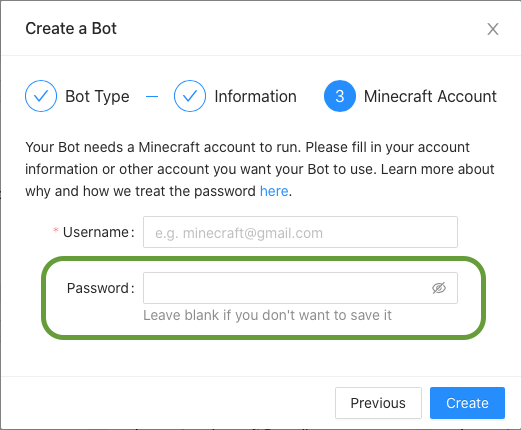 Create a Bot
Bot Type
Information
3 Minecraft Account
Your Bot needs a Minecraft account to run. Please fill in your account
information or other account you want your Bot to use. Learn more about
why and how we treat the password here.
* Username:
e.g. minecraft@gmail.com
Password:
Leave blank if you don't want to save it
Previous
Create